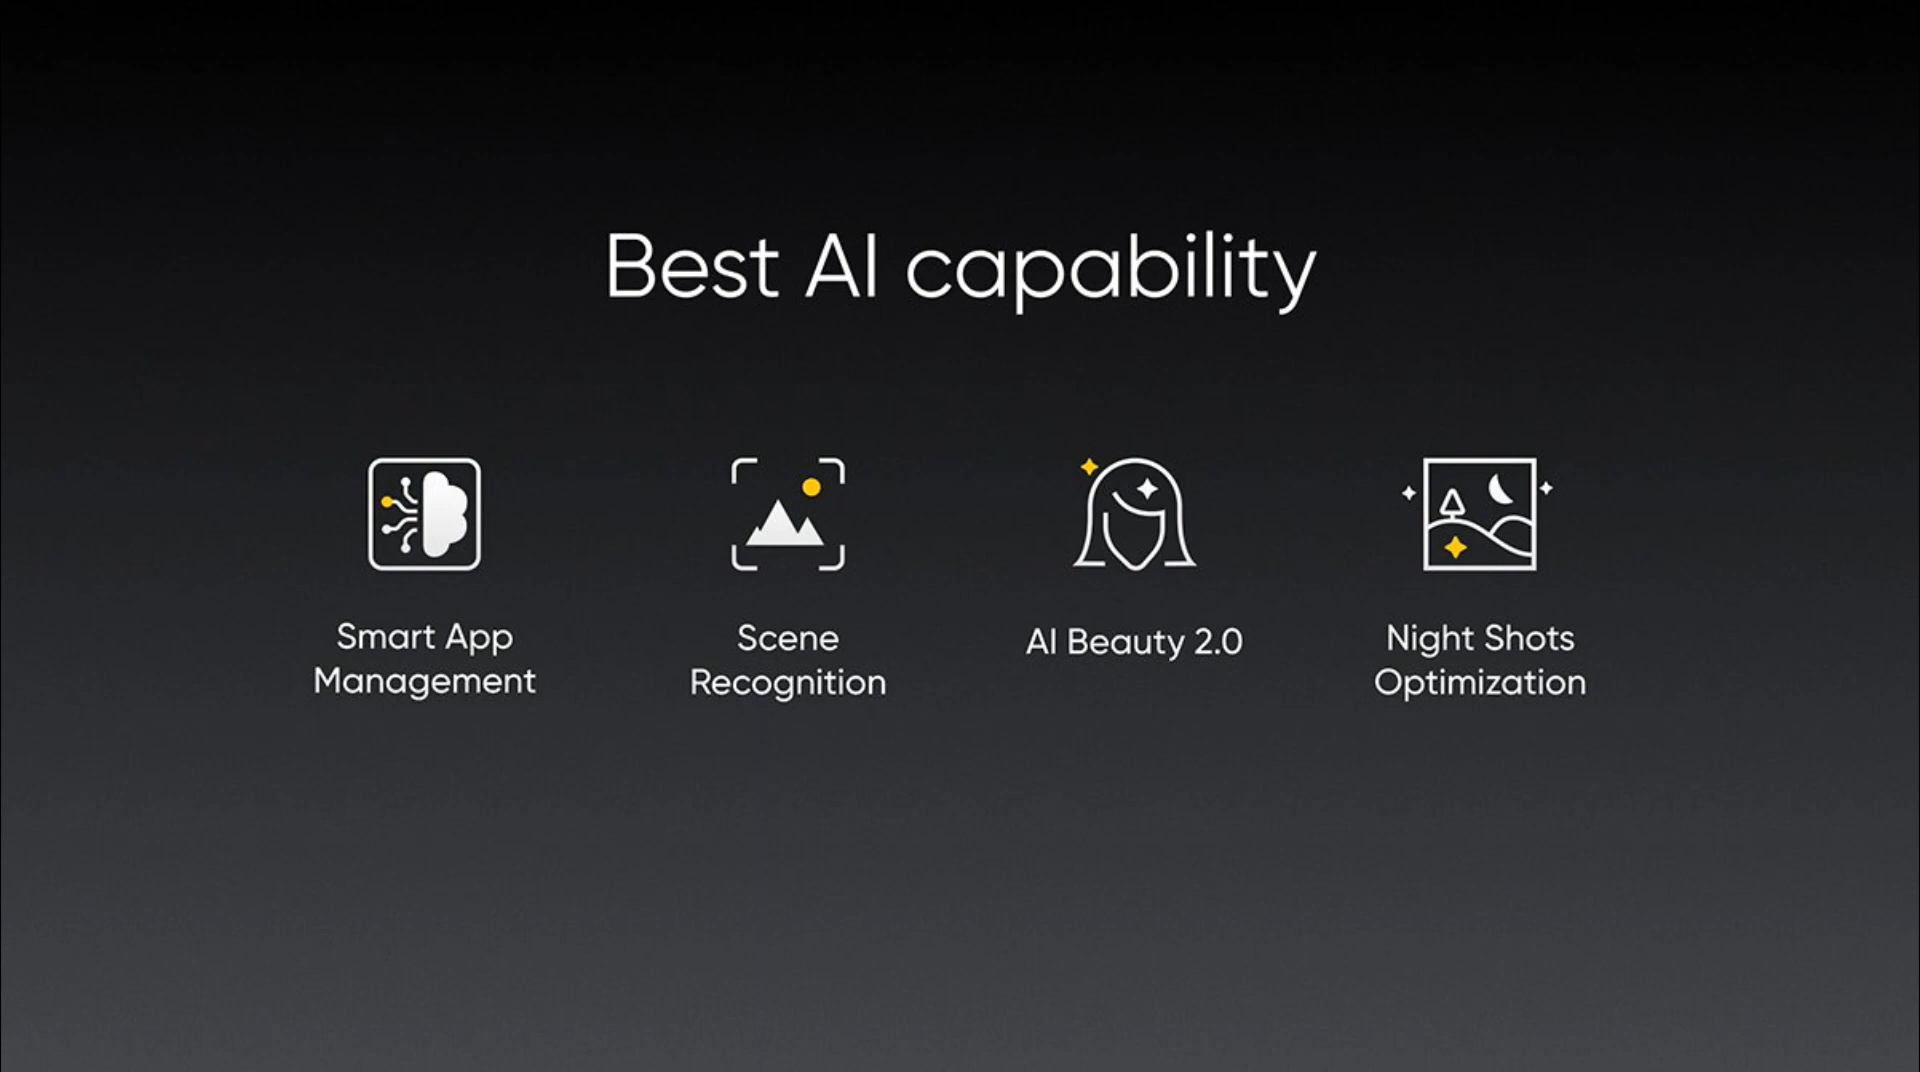 Best AI capability
Smart App
Management
Scene
Recognition
AI Beauty 2.0
Night Shots
Optimization